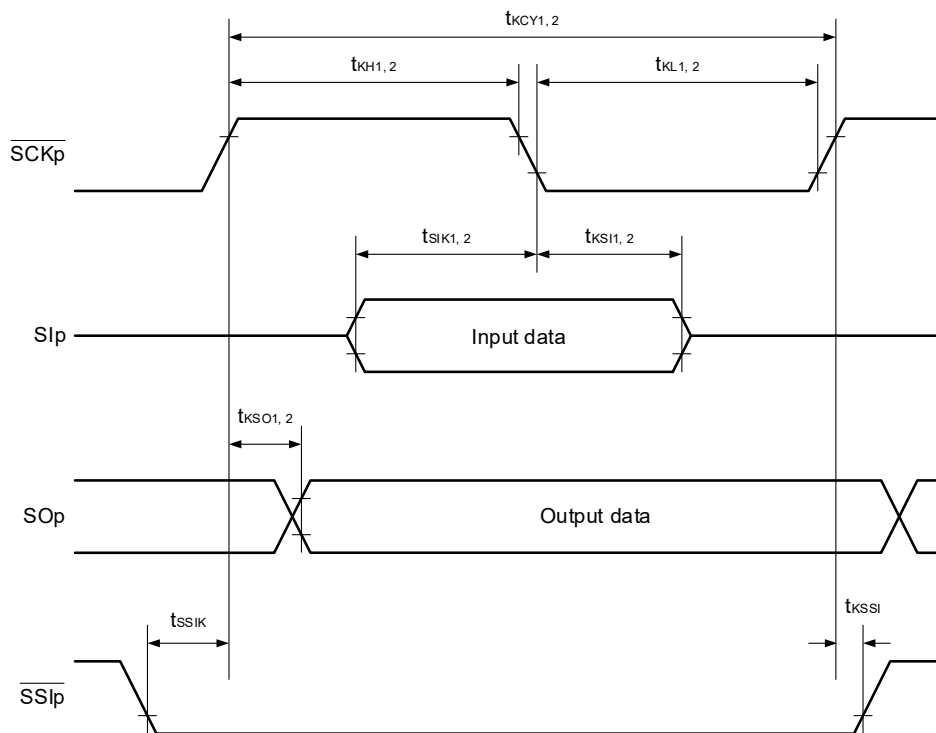 tKCY1, 2
tKH1, 2
tKL1, 2
SCKp
tSIK1, 2
tKSI1, 2
SIp
Input data
tKSO1, 2
SOp
Output data
tSSIK
tKSSI
SSIp